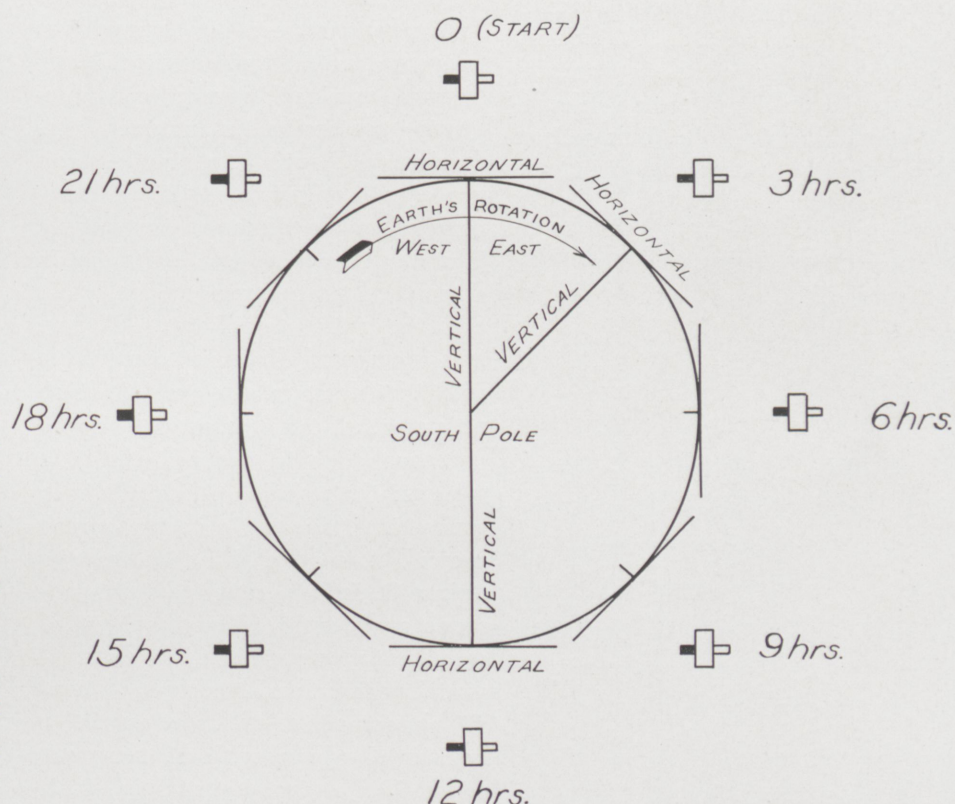 0 (START)
HORIZONTAL
21 hrs.
3 hrs.
HORIZONTAL
EARTH'S ROTATION
WEST EAST
VERTICAL
VERTICAL
18 hrs.
6 hrs.
SOUTH POLE
VERTICAL
15 hrs.
9 hrs.
HORIZONTAL
12 hrs.